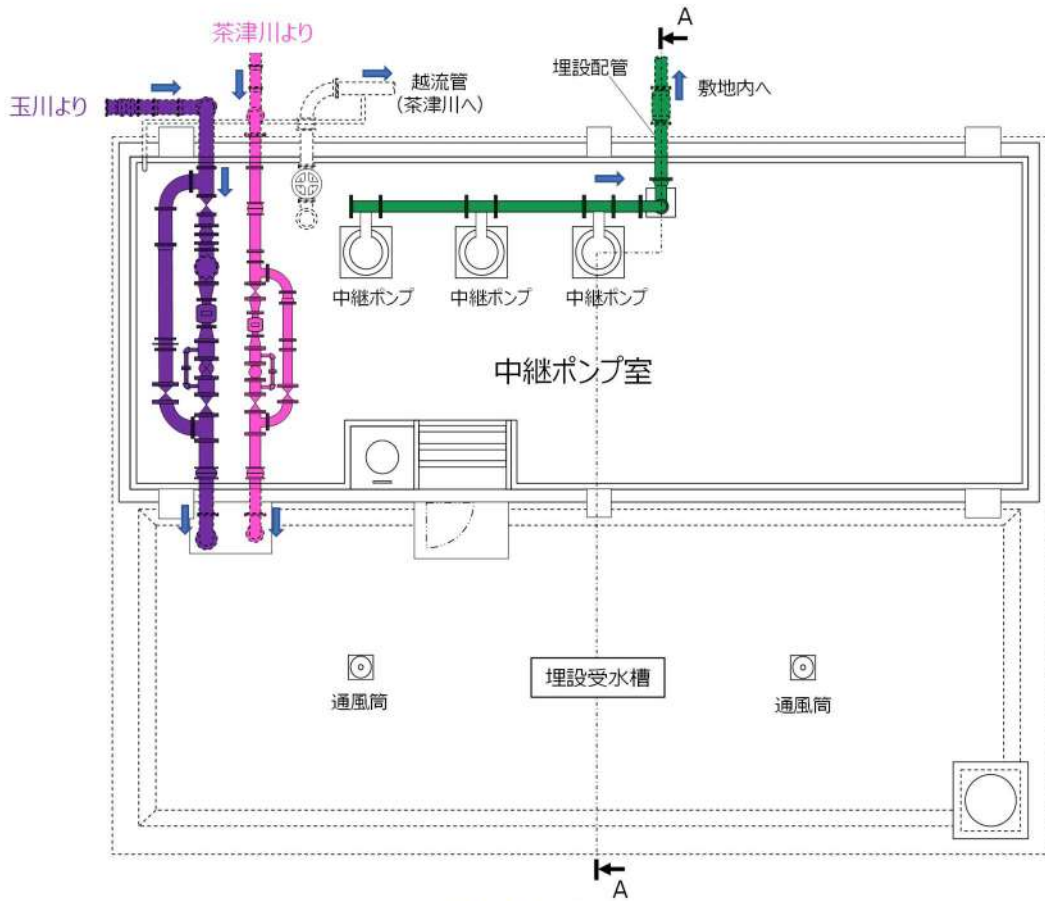 茶津川より
A
越流管
(茶津川へ)
埋設配管
敷地内へ
玉川より
中継ポンプ
中継ポンプ
中継ポンプ
中継ポンプ室
埋設受水槽
通風筒
通風筒
A